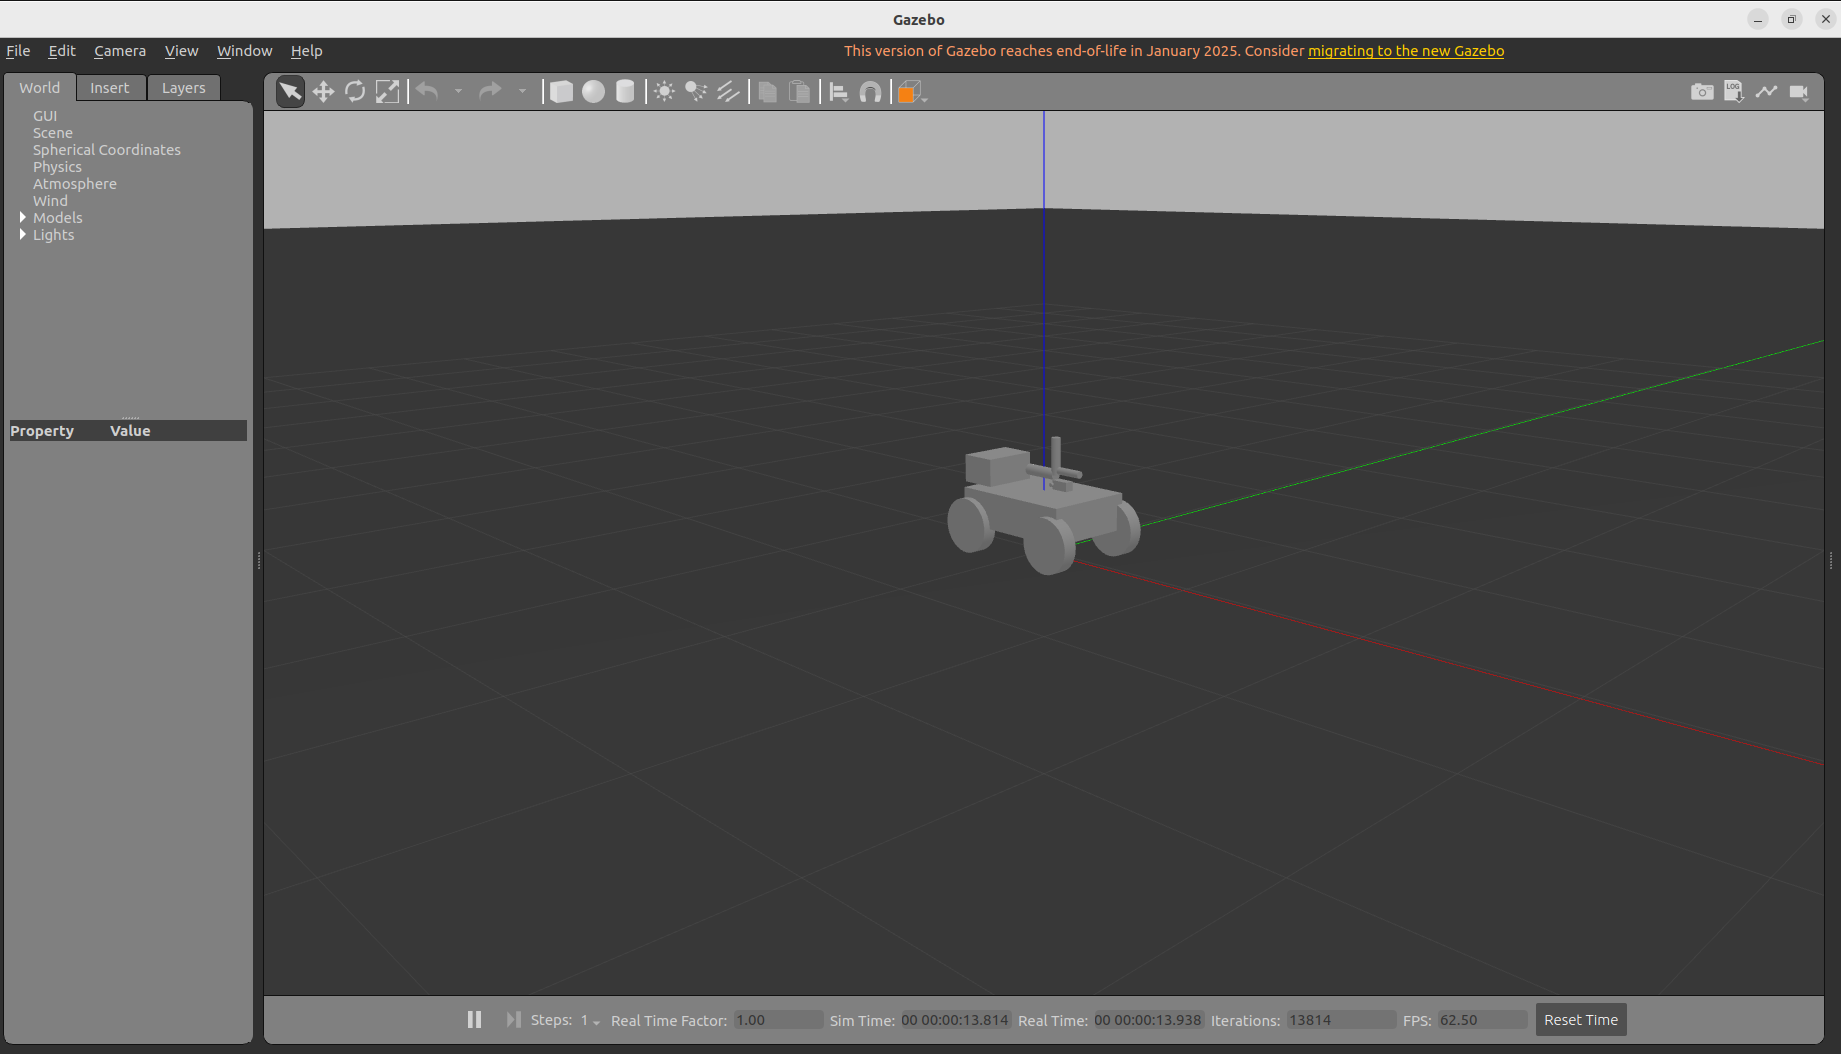 Gazebo
File Edit Camera View Window Help
This version of Gazebo reaches end-of-life in January 2025. Consider migrating to the new Gazebo
World Insert Layers
LOG
GUI
Scene
Spherical Coordinates
Physics
Atmosphere
Wind
Models
Lights
Property Value
Steps: 1 Real Time Factor: 1.00 Sim Time: 00 00:00:13.814 Real Time: 00 00:00:13.938 Iterations: 13814 FPS: 62.50 Reset Time